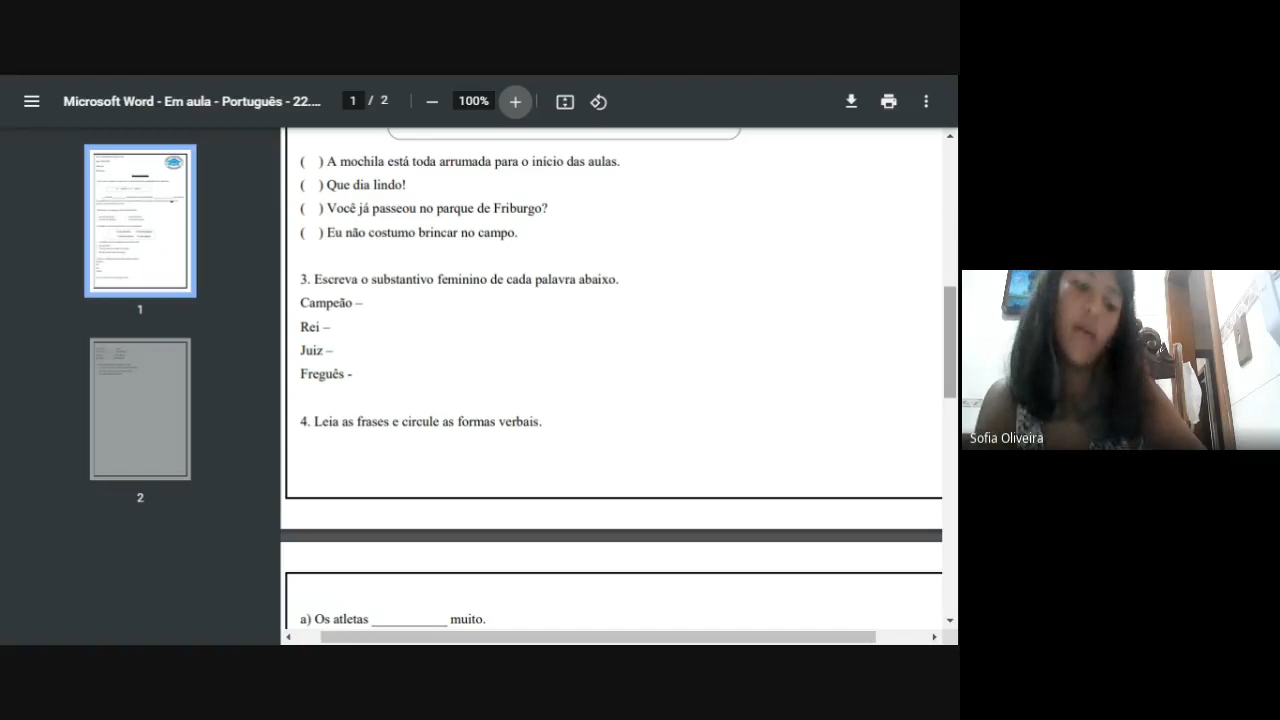 Microsoft Word - Em aula - Português - 22....
1 / 2
100%
( ) A mochila está toda arrumada para o início das aulas.
( ) Que dia lindo!
( ) Você já passeou no parque de Friburgo?
( ) Eu não costumo brincar no campo.
3. Escreva o substantivo feminino de cada palavra abaixo.
Campeão –
Rei –
Juiz –
Freguês -
4. Leia as frases e circule as formas verbais.
a) Os atletas ___________ muito.
1
2
Sofia Oliveira